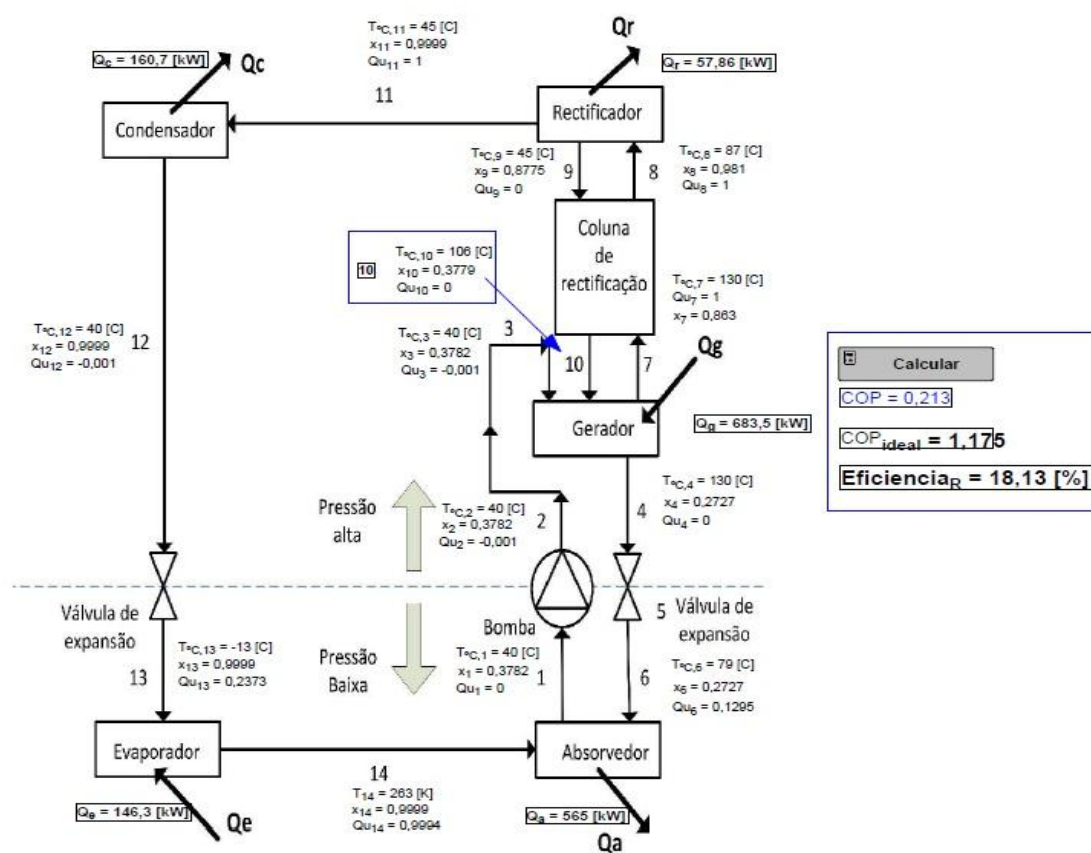 T°C,11 = 45 [C]
x11 = 0,9999
Qu11 = 1
11
Qc = 160,7 [kW]
Qc
Qr
Qr = 57,86 [kW]
Condensador
Rectificador
T°C,9 = 45 [C]
x9 = 0,8775
Qu9 = 0
9
8
T°C,8 = 87 [C]
x8 = 0,981
Qu8 = 1
Coluna
de
rectificação
10
T°C,10 = 106 [C]
x10 = 0,3779
Qu10 = 0
T°C,7 = 130 [C]
Qu7 = 1
x7 = 0,863
T°C,12 = 40 [C]
x12 = 0,9999
Qu12 = -0,001
12
T°C,3 = 40 [C]
x3 = 0,3782
Qu3 = -0,001
3
10
7
Qg
Gerador
Qg = 683,5 [kW]
Calcular
COP = 0,213
COPideal = 1,175
EficienciaR = 18,13 [%]
Pressão
alta
T°C,2 = 40 [C]
x2 = 0,3782
Qu2 = -0,001
2
4
T°C,4 = 130 [C]
x4 = 0,2727
Qu4 = 0
Válvula de
expansão
Bomba
5
Válvula de
expansão
13
T°C,13 = -13 [C]
x13 = 0,9999
Qu13 = 0,2373
Pressão
Baixa
T°C,1 = 40 [C]
x1 = 0,3782
Qu1 = 0
1
6
T°C,6 = 79 [C]
x6 = 0,2727
Qu6 = 0,1295
Evaporador
Absorvedor
14
T14 = 263 [K]
x14 = 0,9999
Qu14 = 0,9994
Qe = 146,3 [kW]
Qe
Qa = 565 [kW]
Qa